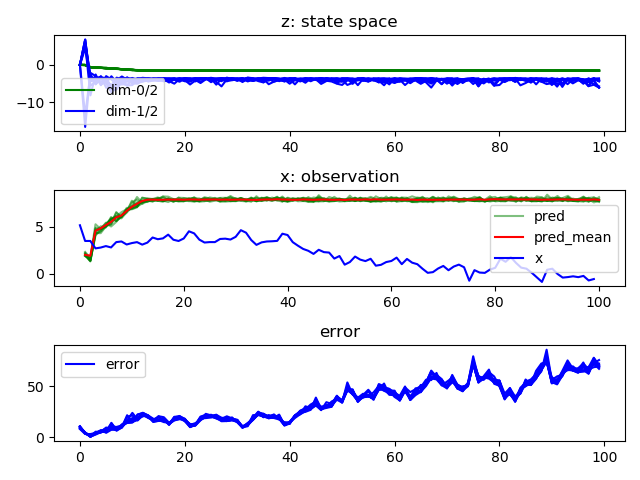 z: state space
0
−10
dim-0/2
dim-1/2
0 20 40 60 80 100
x: observation
5
0
pred
pred_mean
x
0 20 40 60 80 100
error
50
0
error
0 20 40 60 80 100